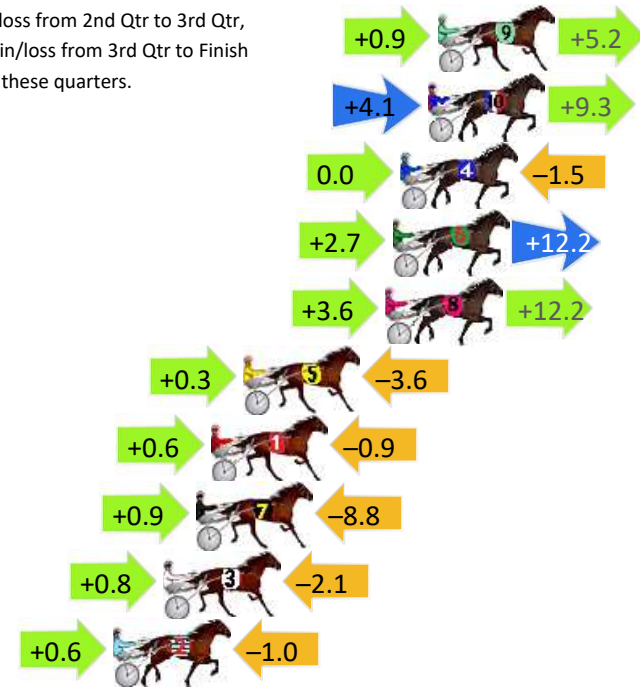 loss from 2nd Qtr to 3rd Qtr,
in/loss from 3rd Qtr to Finish
these quarters.
+0.9 9 +5.2
+4.1 10 +9.3
0.0 4 –1.5
+2.7 6 +12.2
+3.6 8 +12.2
+0.3 5 –3.6
+0.6 1 –0.9
+0.9 7 –8.8
+0.8 3 –2.1
+0.6 2 –1.0